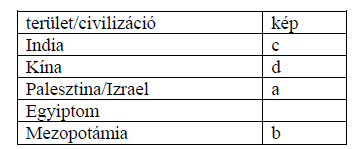 terület/civilizáció kép
India c
Kína d
Palesztina/Izrael a
Egyiptom
Mezopotámia b